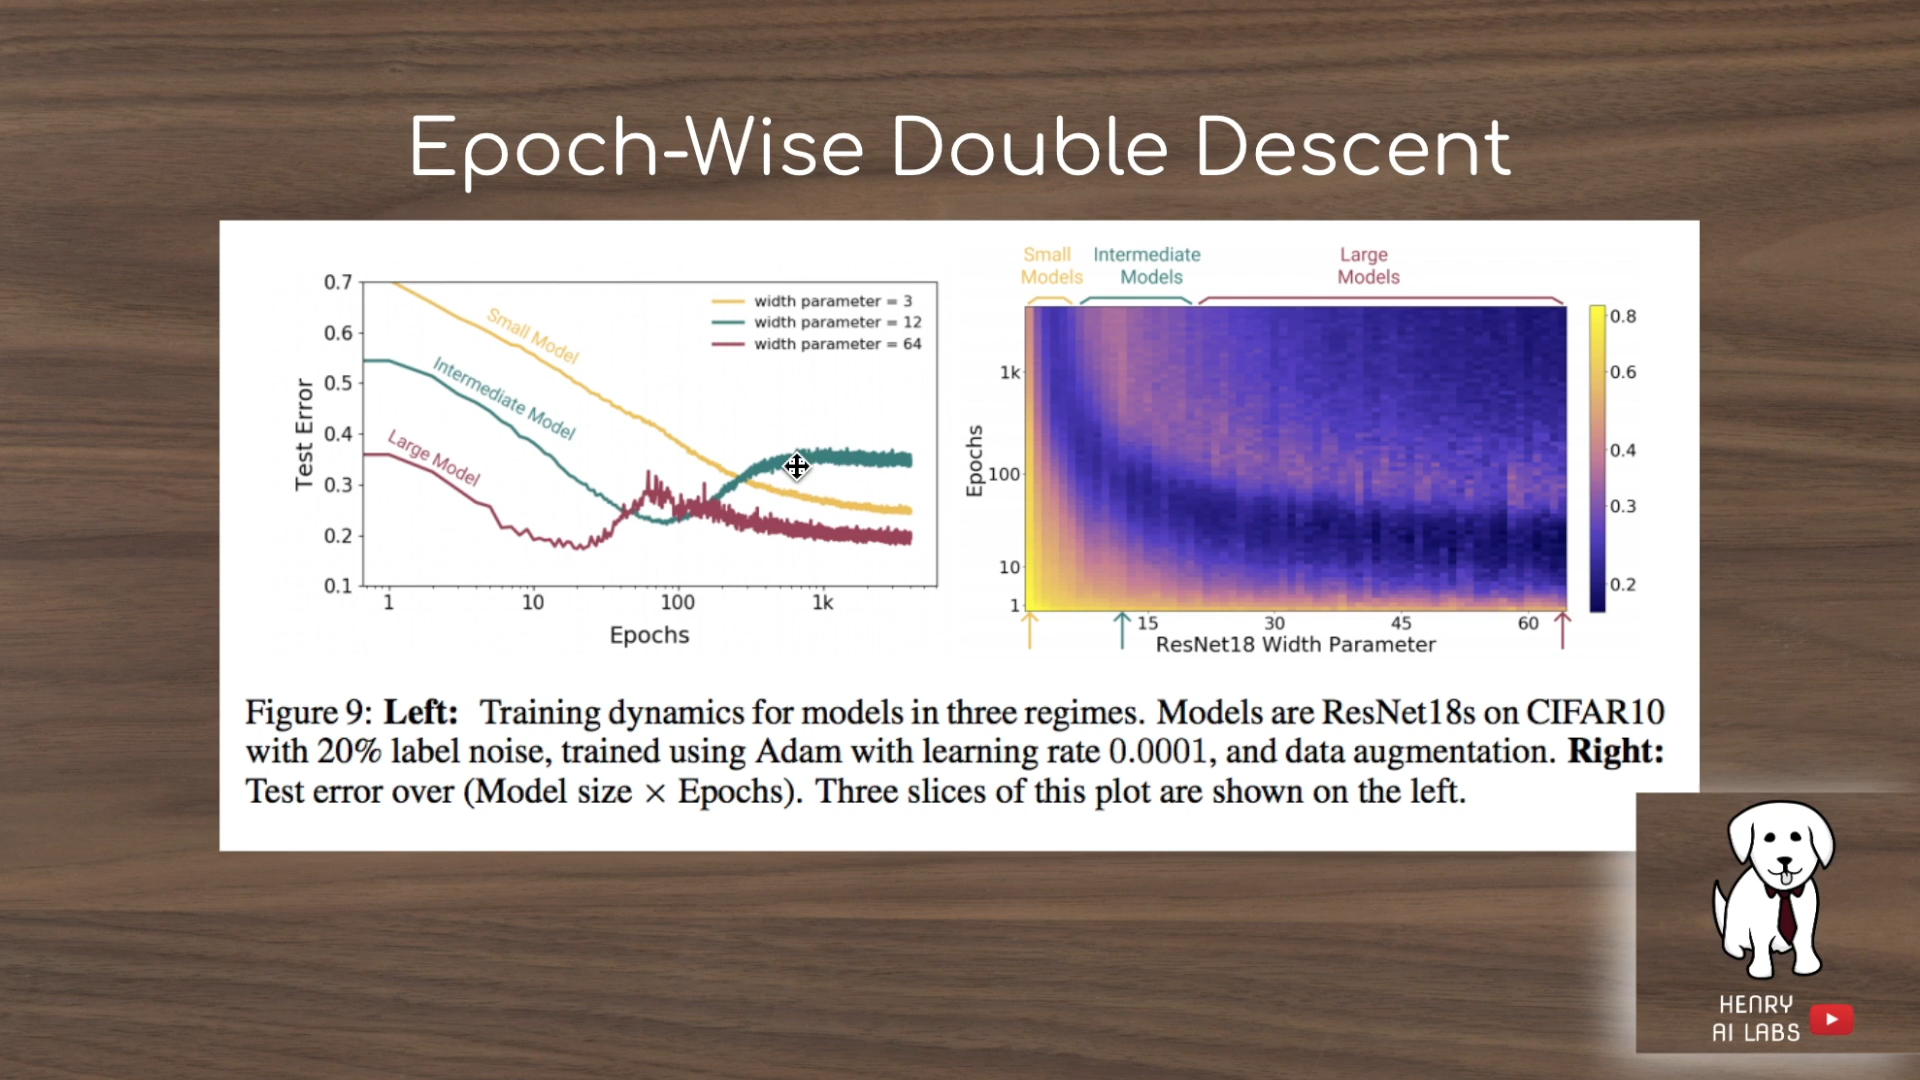 Epoch-Wise Double Descent
0.7
0.6
0.5
0.4
0.3
0.2
0.1
Test Error
1
10
100
1k
Epochs
Small Model
Intermediate Model
Large Model
width parameter = 3
width parameter = 12
width parameter = 64
Small
Models
Intermediate
Models
Large
Models
1k
100
10
1
Epochs
15
30
45
60
ResNet18 Width Parameter
0.8
0.6
0.4
0.3
0.2
Figure 9: Left: Training dynamics for models in three regimes. Models are ResNet18s on CIFAR10
with 20% label noise, trained using Adam with learning rate 0.0001, and data augmentation. Right:
Test error over (Model size × Epochs). Three slices of this plot are shown on the left.
HENRY
AI LABS